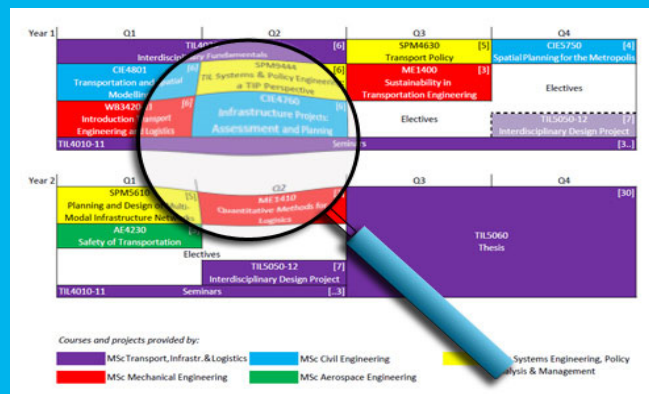 Q1 Q2 Q3 Q4
Year 1
[6] SPM4630 [5] CIE5750 [4]
Interdisciplinary Fundamentals Transport Policy Spatial Planning for the Metropolis
CIE4801 [6] SPM9444 [6] ME1400 [3]
Transportation and Spatial Modelling
TIL Systems & Policy Engineering
a TIP Perspective
Sustainability in
Transportation Engineering
Electives
WB3420 [6] CIE4760
Introduction Transport
Engineering and Logistics
Infrastructure Projects:
Assessment and Planning
Electives
TIL5050-12 [7]
Interdisciplinary Design Project
TIL4010-11 Seminars [3..)
Year 2
Q1 Q2 Q3 Q4
SPM5610 [5] ME1410 [30]
Planning and Design of Multi-
Modal Infrastructure Networks
Quantitative Methods for
Logisics
AE4230
Safety of Transportation
TIL5060
Thesis
Electives
TIL5050-12 [7]
Interdisciplinary Design Project
TIL4010-11 Seminars [..3]
Courses and projects provided by:
MSc Transport, Infrastr. & Logistics MSc Civil Engineering Systems Engineering, Policy
MSc Mechanical Engineering MSc Aerospace Engineering & Management